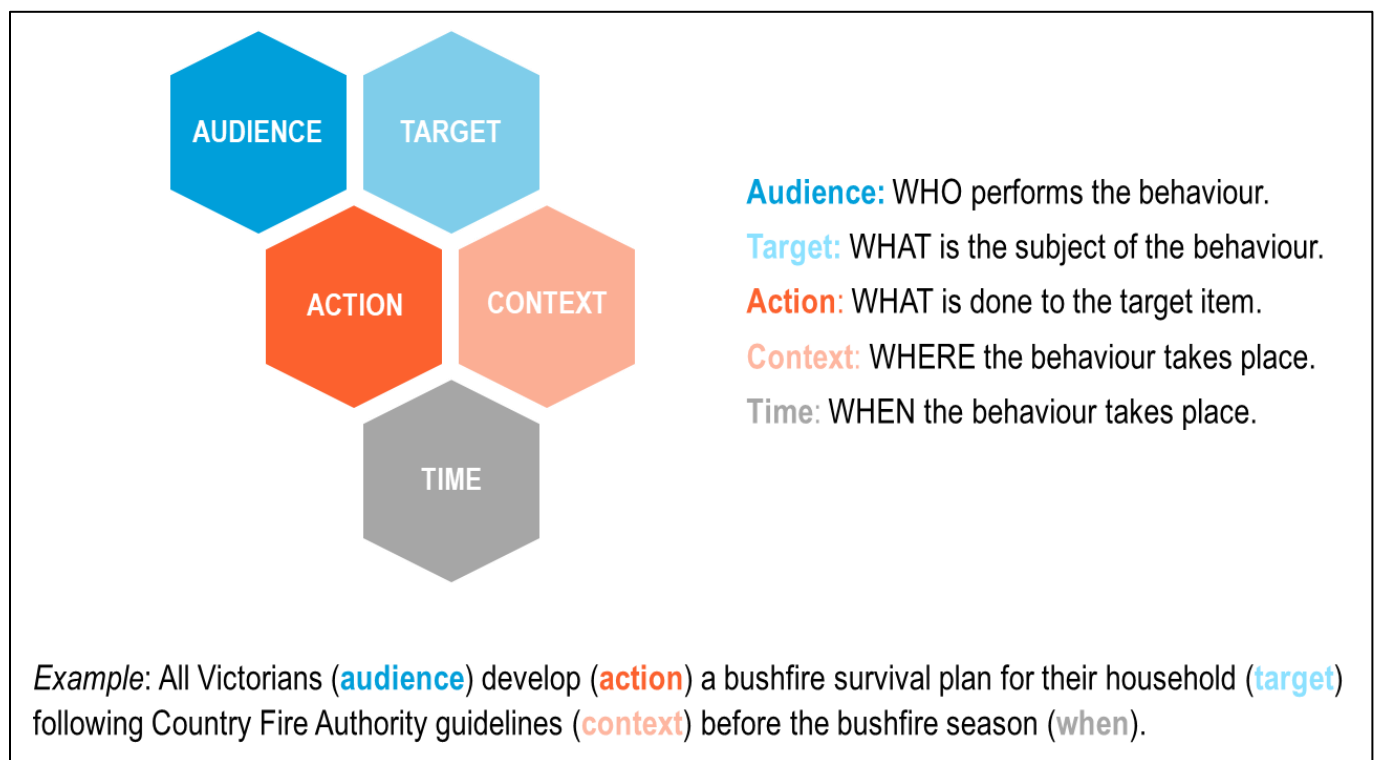 AUDIENCE
TARGET
ACTION
CONTEXT
TIME
Audience: WHO performs the behaviour.
Target: WHAT is the subject of the behaviour.
Action: WHAT is done to the target item.
Context: WHERE the behaviour takes place.
Time: WHEN the behaviour takes place.
Example: All Victorians (audience) develop (action) a bushfire survival plan for their household (target)
following Country Fire Authority guidelines (context) before the bushfire season (when).